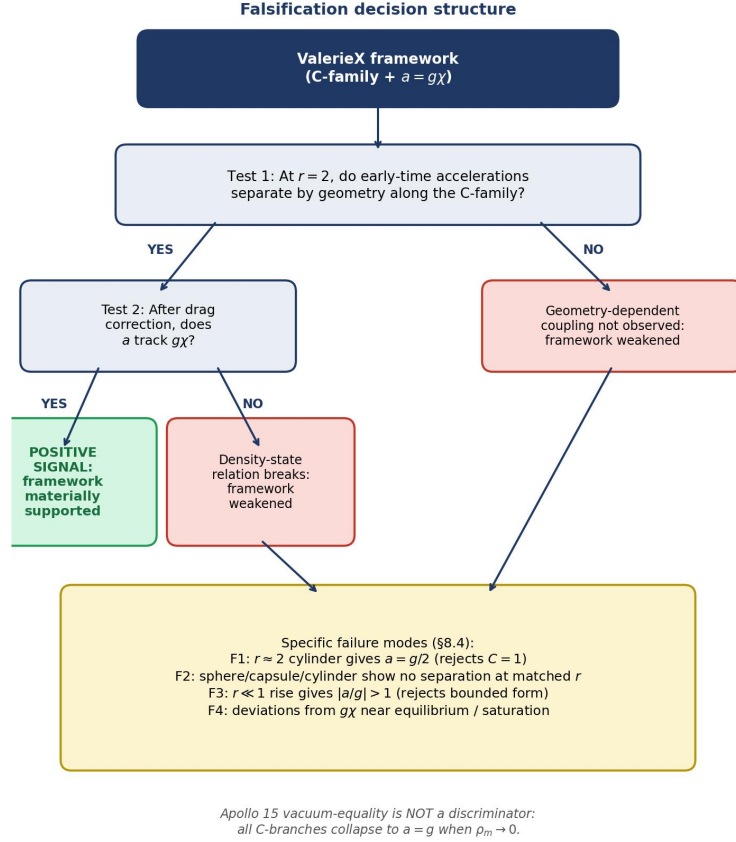 Falsification decision structure
ValerieX framework
(C-family + a = gχ)
Test 1: At r = 2, do early-time accelerations
separate by geometry along the C-family?
YES
NO
Test 2: After drag
correction, does
a track gχ?
Geometry-dependent
coupling not observed:
framework weakened
YES
NO
POSITIVE
SIGNAL:
framework
materially
supported
Density-state
relation breaks:
framework
weakened
Specific failure modes (§8.4):
F1: r ≈ 2 cylinder gives a = g/2 (rejects C = 1)
F2: sphere/capsule/cylinder show no separation at matched r
F3: r ≪ 1 rise gives |a/g| > 1 (rejects bounded form)
F4: deviations from gχ near equilibrium / saturation
Apollo 15 vacuum-equality is NOT a discriminator:
all C-branches collapse to a = g when ρₘ → 0.